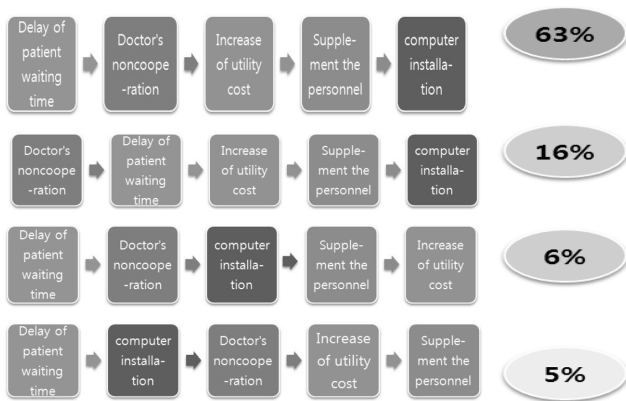 Delay of
patient
waiting
time
Doctor's
noncoope
-ration
Increase
of utility
cost
Supple-
ment the
personnel
computer
installa-
tion
63%
Doctor's
noncoope
-ration
Delay of
patient
waiting
time
Increase
of utility
cost
Supple-
ment the
personnel
computer
installa-
tion
16%
Delay of
patient
waiting
time
Doctor's
noncoope
-ration
computer
installa-
tion
Supple-
ment the
personnel
Increase
of utility
cost
6%
Delay of
patient
waiting
time
computer
installa-
tion
Doctor's
noncoope
-ration
Increase
of utility
cost
Supple-
ment the
personnel
5%